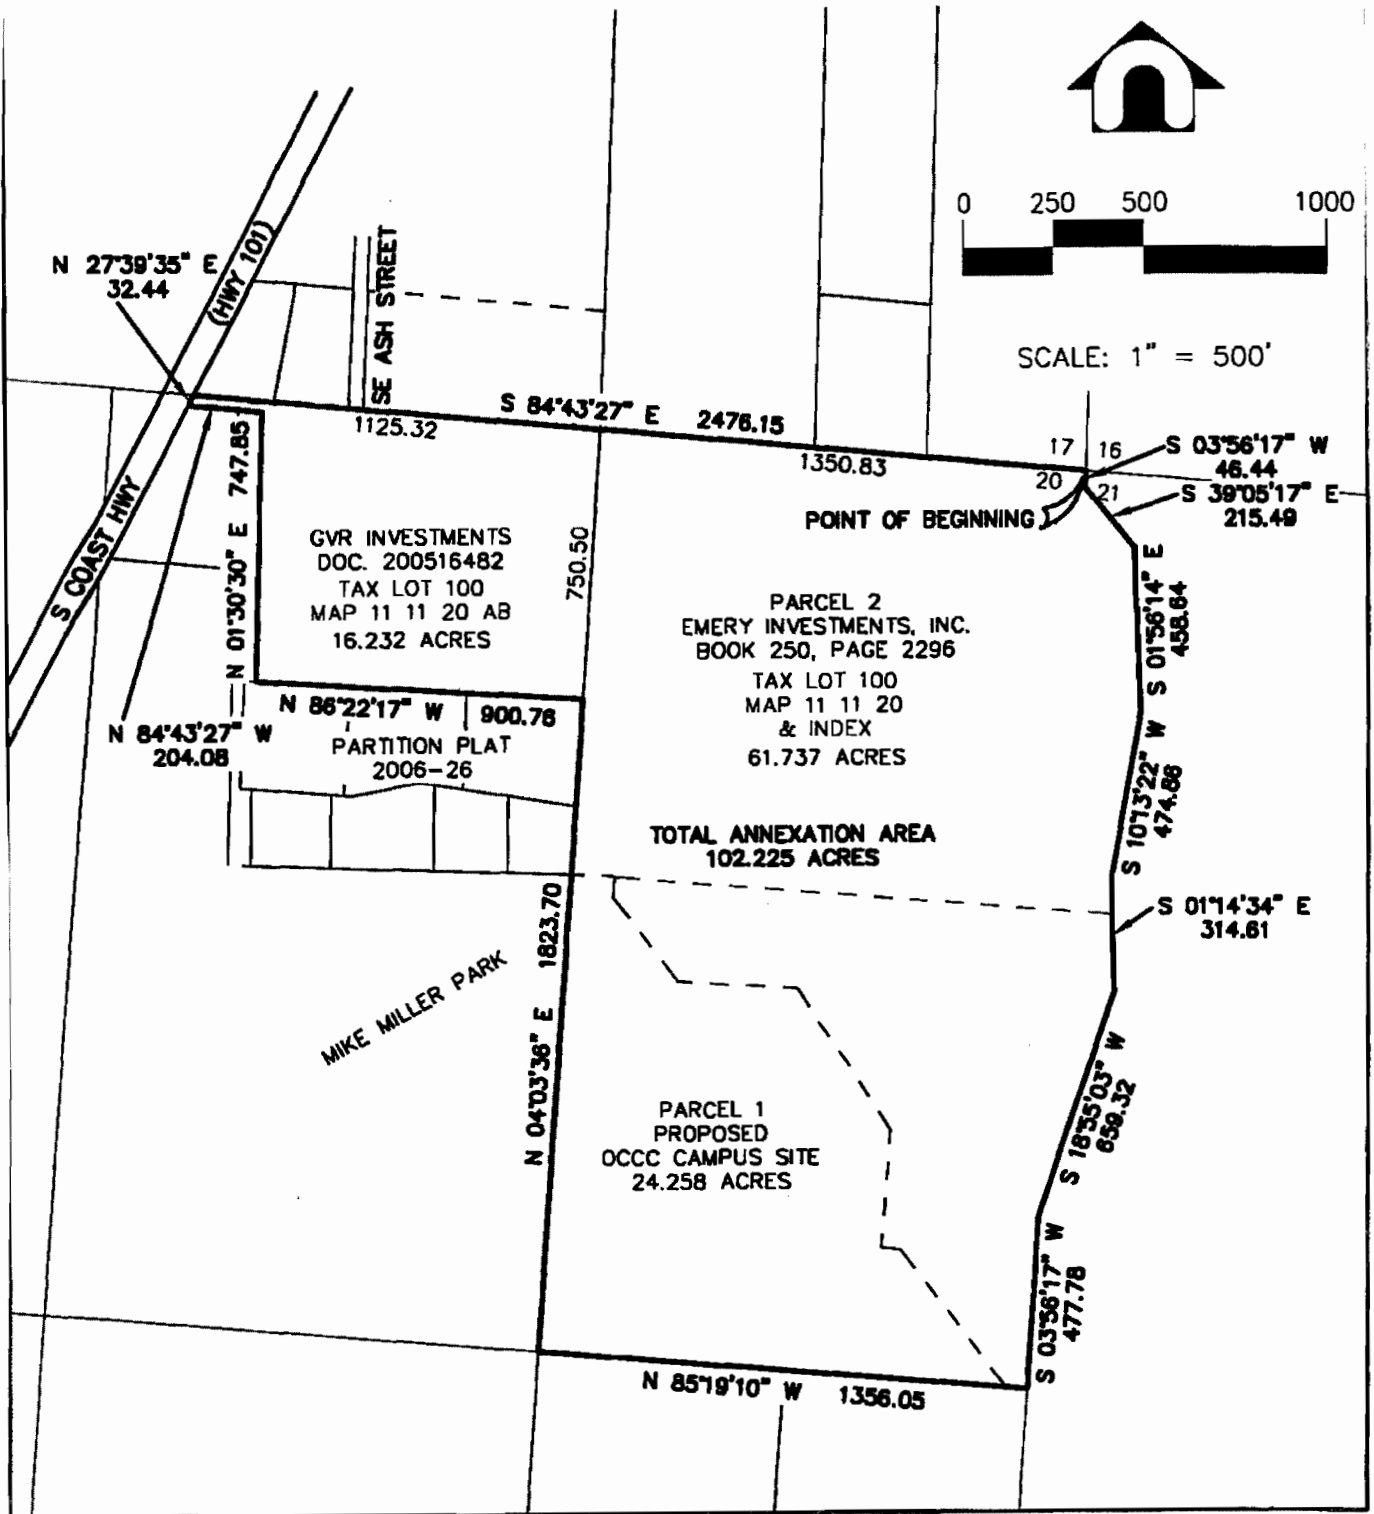 0 250 500 1000
SCALE: 1" = 500'
N 27°39'35" E
32.44
(HWY 101)
S COAST HWY
SE ASH STREET
S 84°43'27" E 2476.15
1125.32
1350.83
17 16
20 21
S 03°56'17" W
46.44
S 39°05'17" E
215.49
POINT OF BEGINNING
N 01°30'30" E 747.85
GVR INVESTMENTS
DOC. 200516482
TAX LOT 100
MAP 11 11 20 AB
16.232 ACRES
750.50
PARCEL 2
EMERY INVESTMENTS, INC.
BOOK 250, PAGE 2296
TAX LOT 100
MAP 11 11 20
& INDEX
61.737 ACRES
S 01°56'14" E
458.64
N 86°22'17" W 900.76
N 84°43'27" W
204.08
PARTITION PLAT
2006-26
S 10°13'22" W
474.86
TOTAL ANNEXATION AREA
102.225 ACRES
S 01°14'34" E
314.61
N 04°03'36" E 1823.70
MIKE MILLER PARK
S 18°55'03" W
659.32
PARCEL 1
PROPOSED
OCCC CAMPUS SITE
24.258 ACRES
S 03°56'17" W
477.78
N 85°19'10" W 1356.05